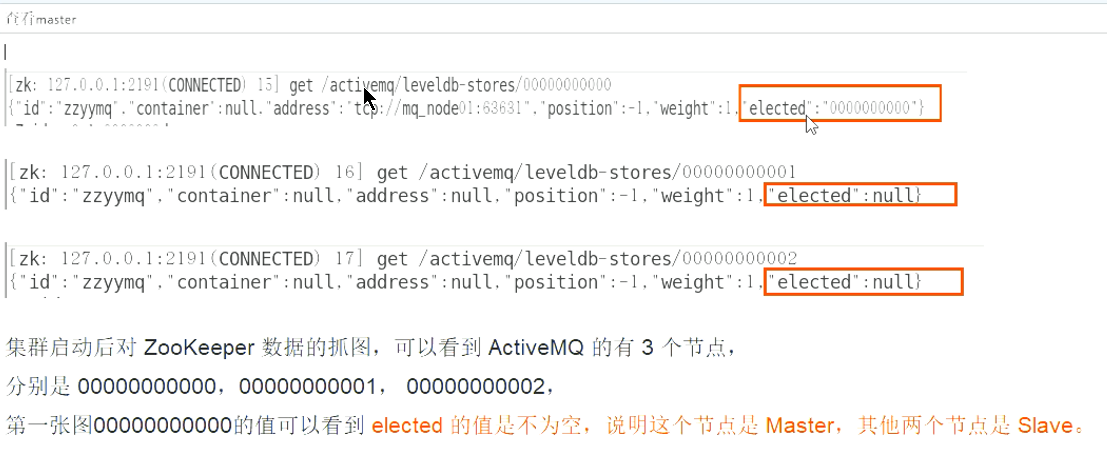 查看master
[zk: 127.0.0.1:2191(CONNECTED) 15] get /activemq/leveldb-stores/00000000000
{"id":"zzyymq","container":null,"address":"tcp://mq_node01:63631","position":-1,"weight":1,"elected":"0000000000"}
[zk: 127.0.0.1:2191(CONNECTED) 16] get /activemq/leveldb-stores/00000000001
{"id":"zzyymq","container":null,"address":null,"position":-1,"weight":1,"elected":null}
[zk: 127.0.0.1:2191(CONNECTED) 17] get /activemq/leveldb-stores/00000000002
{"id":"zzyymq","container":null,"address":null,"position":-1,"weight":1,"elected":null}
集群启动后对 ZooKeeper 数据的抓图，可以看到 ActiveMQ 的有 3 个节点，
分别是 00000000000，00000000001， 00000000002，
第一张图00000000000的值可以看到 elected 的值是不为空，说明这个节点是 Master，其他两个节点是 Slave。